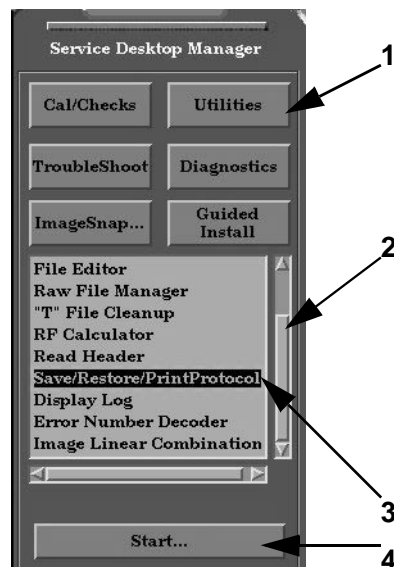 Service Desktop Manager
1
Cal/Checks Utilities
TroubleShoot Diagnostics
ImageSnap... Guided
Install
2
File Editor
Raw File Manager
"T" File Cleanup
RF Calculator
Read Header
Save/Restore/PrintProtocol
Display Log
Error Number Decoder
Image Linear Combination
3
Start...
4